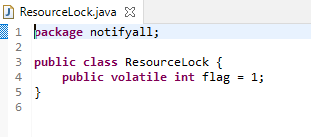 ResourceLock.java
1 package notifyall;
2
3 public class ResourceLock {
4     public volatile int flag = 1;
5 }
6